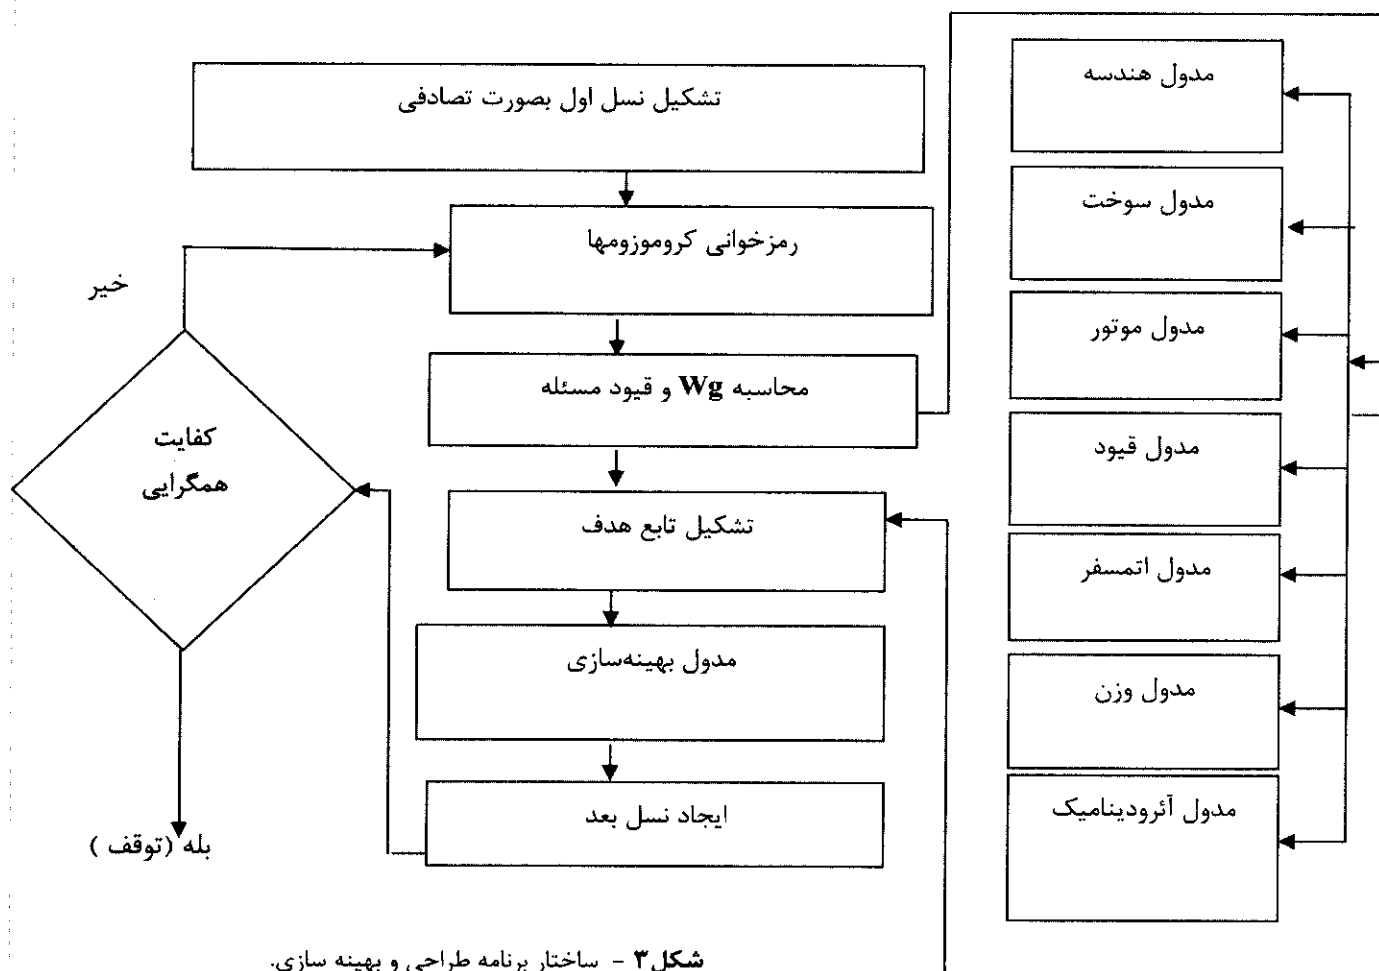 تشکیل نسل اول بصورت تصادفی
رمزخوانی کروموزومها
محاسبه Wg و قیود مسئله
تشکیل تابع هدف
مدول بهینه‌سازی
ایجاد نسل بعد
خیر
کفایت
همگرایی
بله (توقف )
مدول هندسه
مدول سوخت
مدول موتور
مدول قیود
مدول اتمسفر
مدول وزن
مدول آئرودینامیک
شکل۳ - ساختار برنامه طراحی و بهینه سازی.